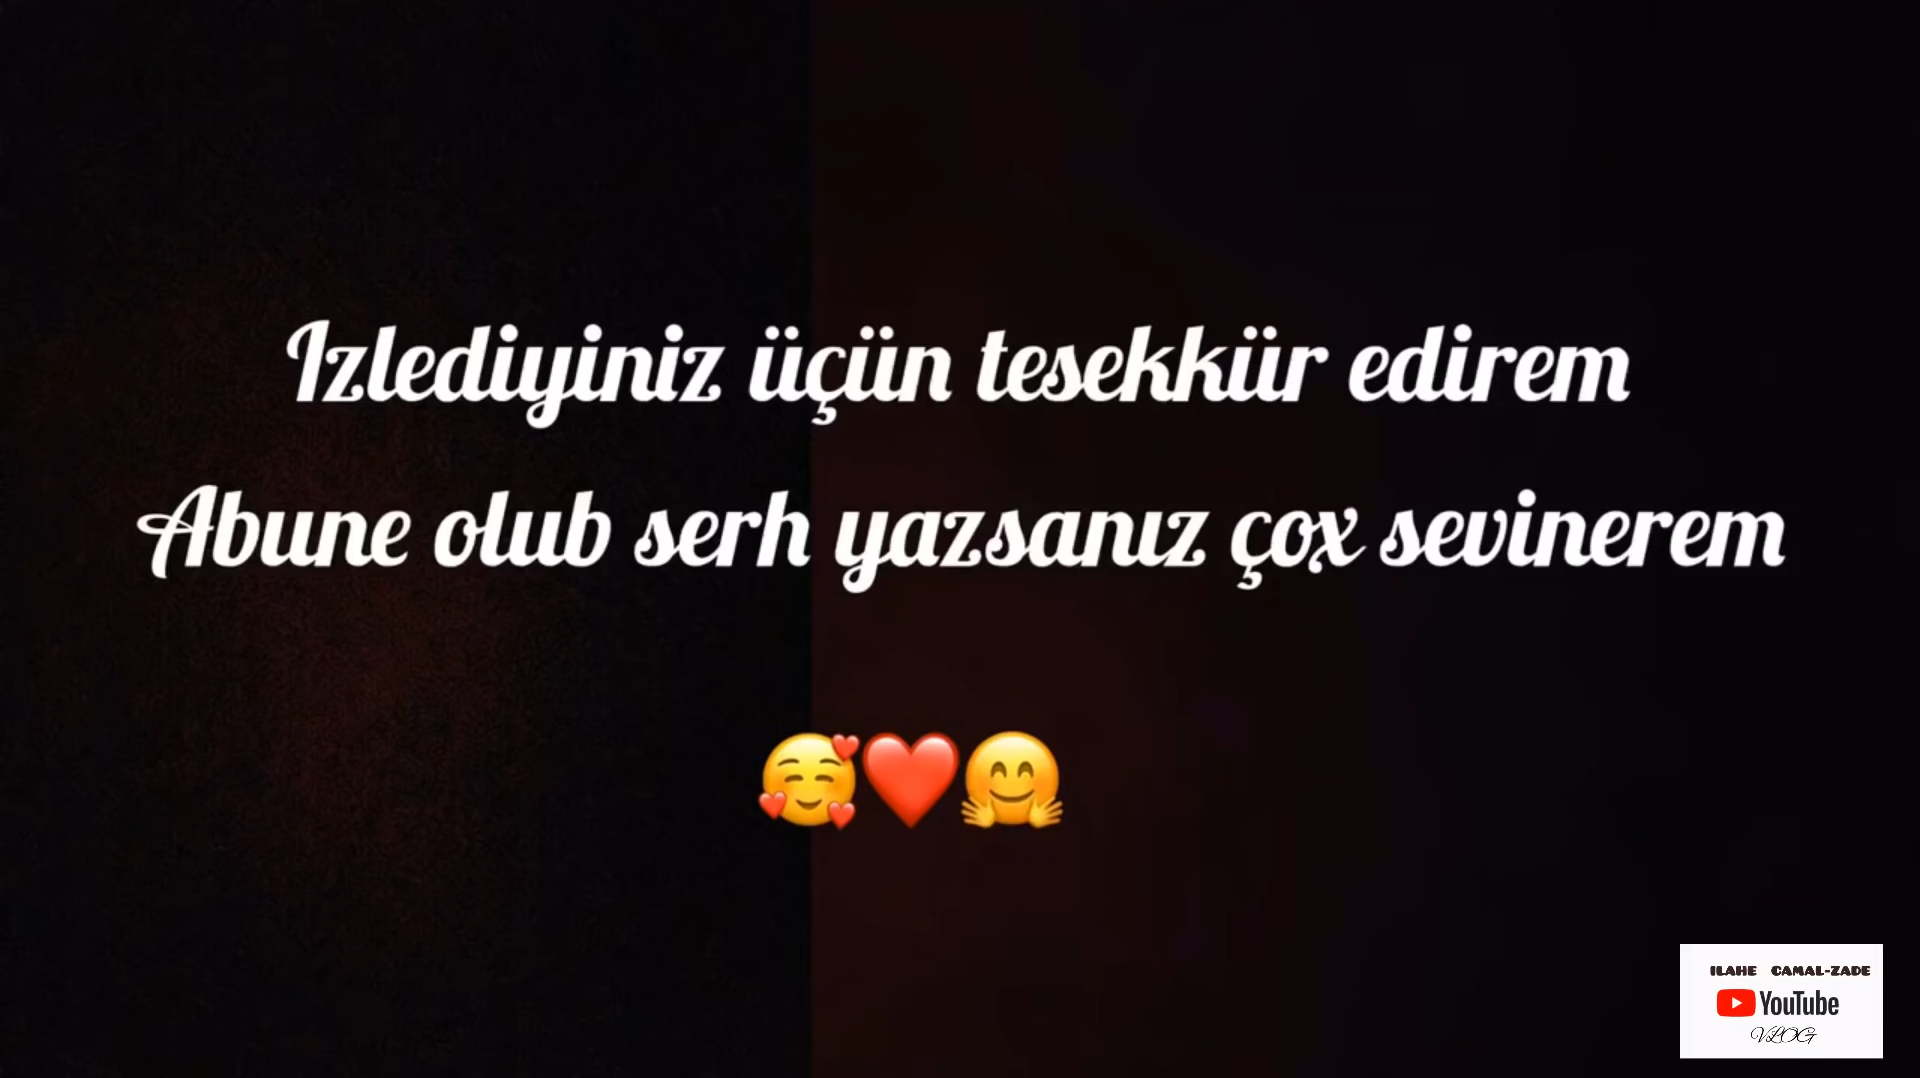 Izlediyiniz üçün tesekkür edirem
Abune olub serh yazsanız çox sevinerem
🥰❤️🤗
ILAHE CAMAL-ZADE
YouTube
VLOG